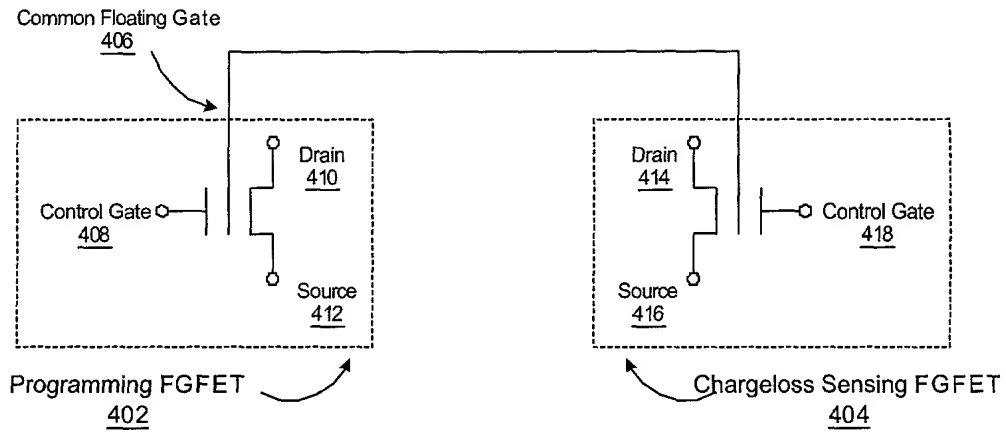 Common Floating Gate
406
Drain
410
Control Gate
408
Source
412
Drain
414
Control Gate
418
Source
416
Programming FGFET
402
Chargeloss Sensing FGFET
404